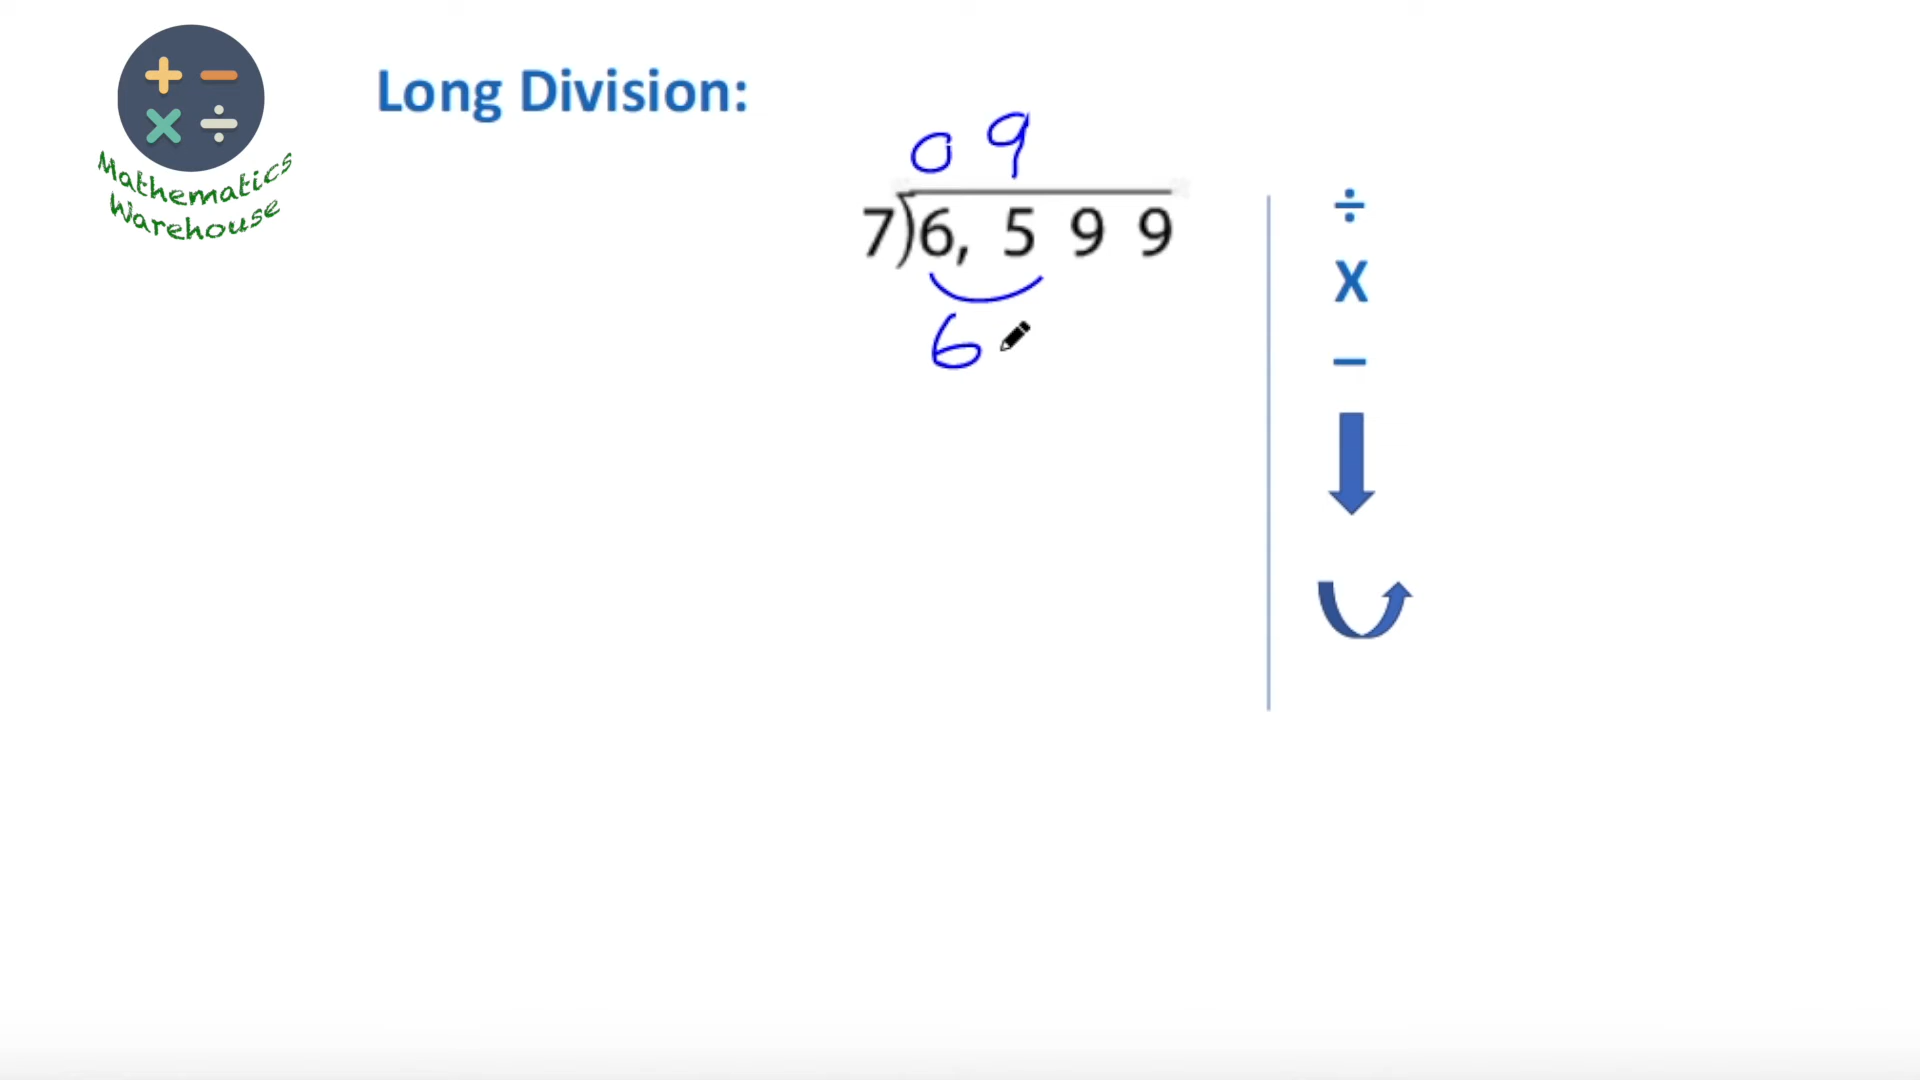 Mathematics
Warehouse
Long Division:
0 9
7)6, 5 9 9
6
÷
X
−